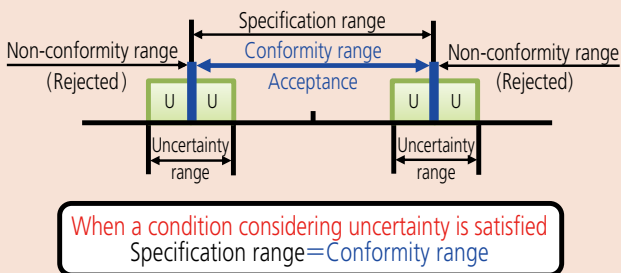 Specification range
Non-conformity range
Conformity range
Non-conformity range
(Rejected)
Acceptance
(Rejected)
U U U U
Uncertainty range
Uncertainty range
When a condition considering uncertainty is satisfied
Specification range=Conformity range